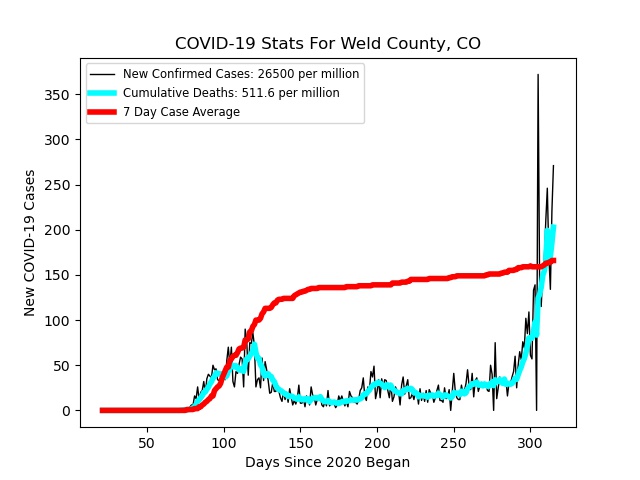 COVID-19 Stats For Weld County, CO
New Confirmed Cases: 26500 per million
Cumulative Deaths: 511.6 per million
7 Day Case Average
350
300
250
200
150
100
50
0
New COVID-19 Cases
50 100 150 200 250 300
Days Since 2020 Began